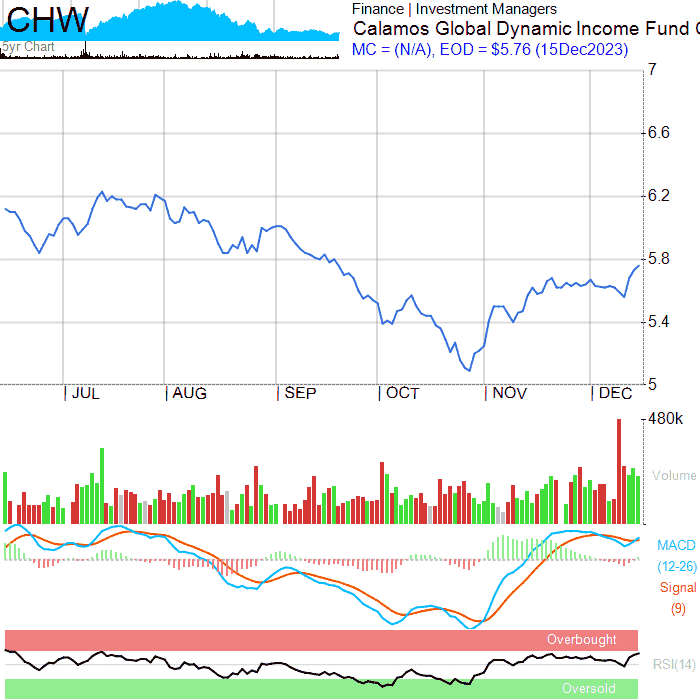 CHW
5yr Chart
Finance | Investment Managers
Calamos Global Dynamic Income Fund
MC = (N/A), EOD = $5.76 (15Dec2023)
7
6.6
6.2
5.8
5.4
5
JUL AUG SEP OCT NOV DEC
480k
Volume
MACD
(12-26)
Signal
(9)
Overbought
RSI(14)
Oversold